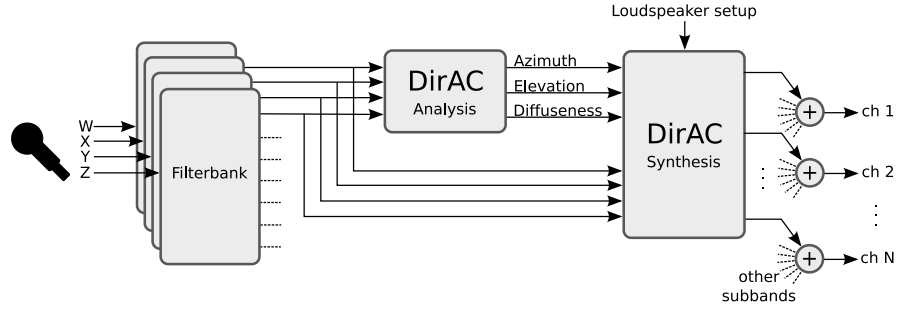 Loudspeaker setup
W
X
Y
Z
Filterbank
DirAC
Analysis
Azimuth
Elevation
Diffuseness
DirAC
Synthesis
+
ch 1
+
ch 2
+
ch N
other
subbands